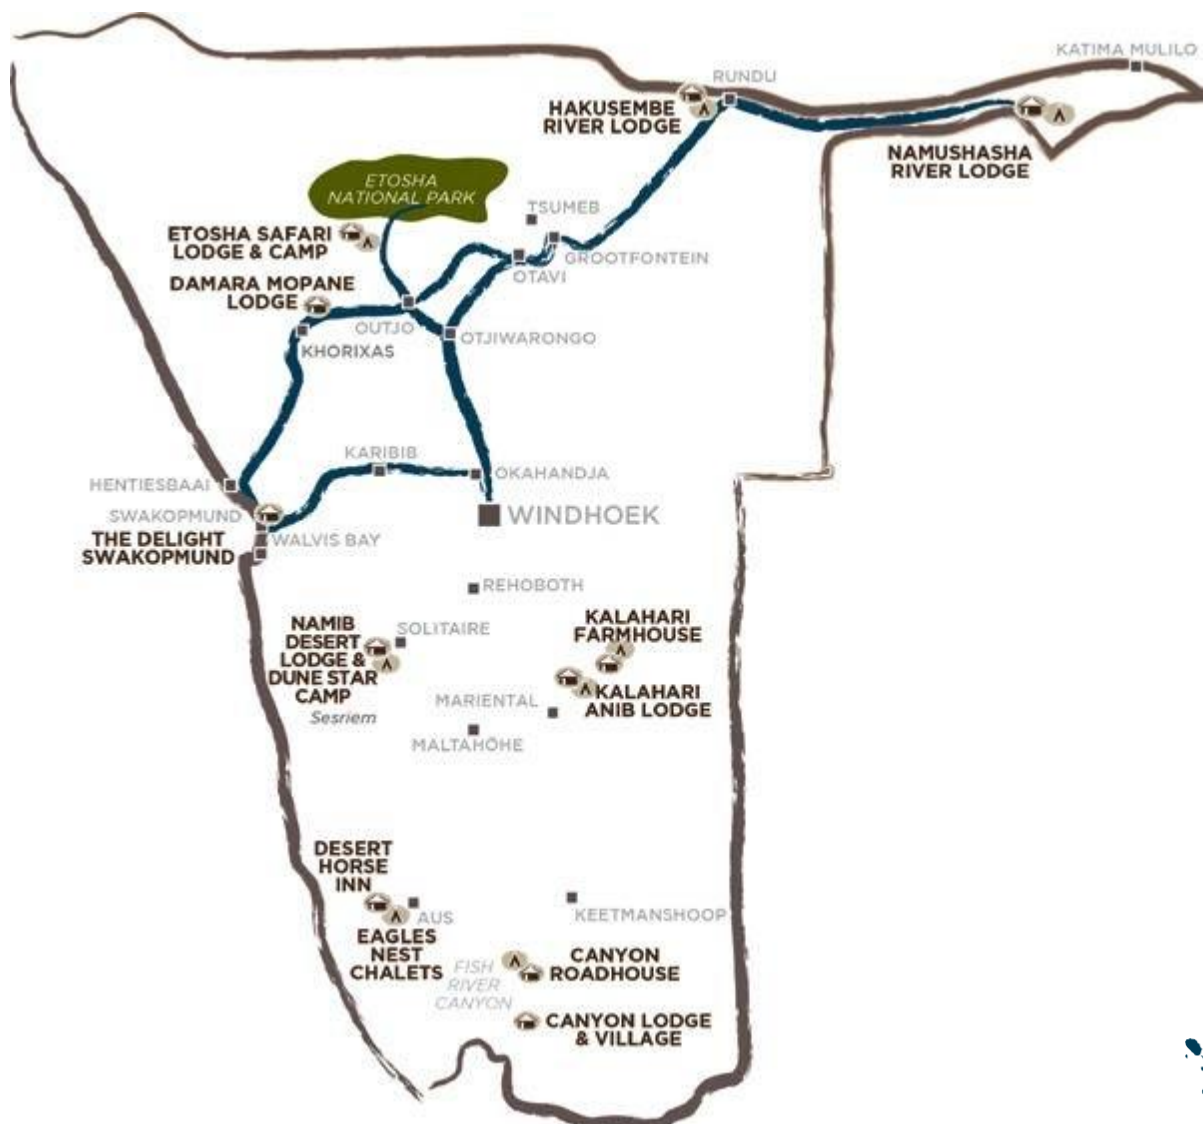 KATIMA MULILO
RUNDU
HAKUSEMBE
RIVER LODGE
NAMUSHASHA
RIVER LODGE
ETOSHA
NATIONAL PARK
TSUMEB
ETOSHA SAFARI
LODGE & CAMP
GROOTFONTEIN
OTAVI
DAMARA MOPANE
LODGE
OUTJO
OTJIWARONGO
KHORIXAS
KARIBIB
OKAHANDJA
HENTIESBAAI
SWAKOPMUND
WINDHOEK
THE DELIGHT
SWAKOPMUND
WALVIS BAY
REHOBOTH
NAMIB
DESERT
LODGE &
DUNE STAR
CAMP
Sesriem
SOLITAIRE
KALAHARI
FARMHOUSE
KALAHARI
ANIB LODGE
MARIENTAL
MALTAHÖHE
DESERT
HORSE
INN
AUS
EAGLES
NEST
CHALETS
KEETMANSHOOP
FISH
RIVER
CANYON
CANYON
ROADHOUSE
CANYON LODGE
& VILLAGE